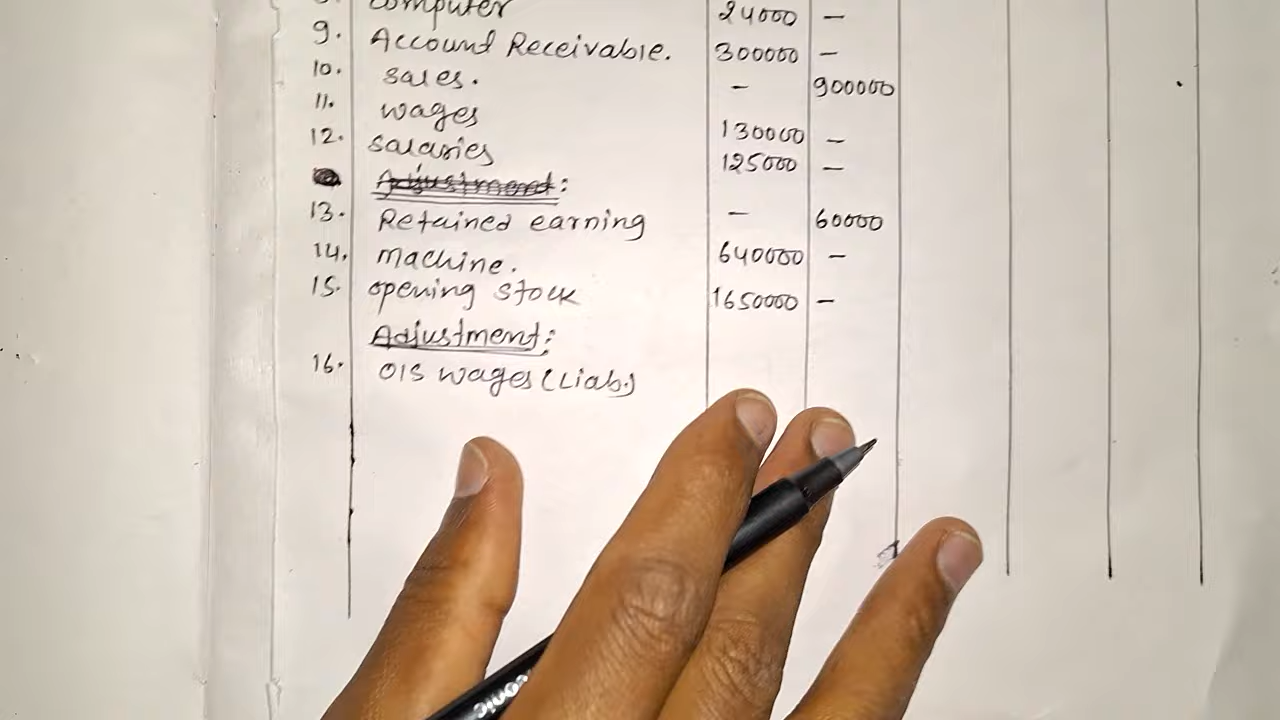 computer 24000 -
9. Accound Receivable. 300000 -
10. sales. - 900000
11. wages 130000 -
12. salaries 125000 -
Adjustment:
13. Retained earning - 60000
14. machine. 640000 -
15. opening stock 1650000 -
Adjustment:
16. O/S wages (Liab.)